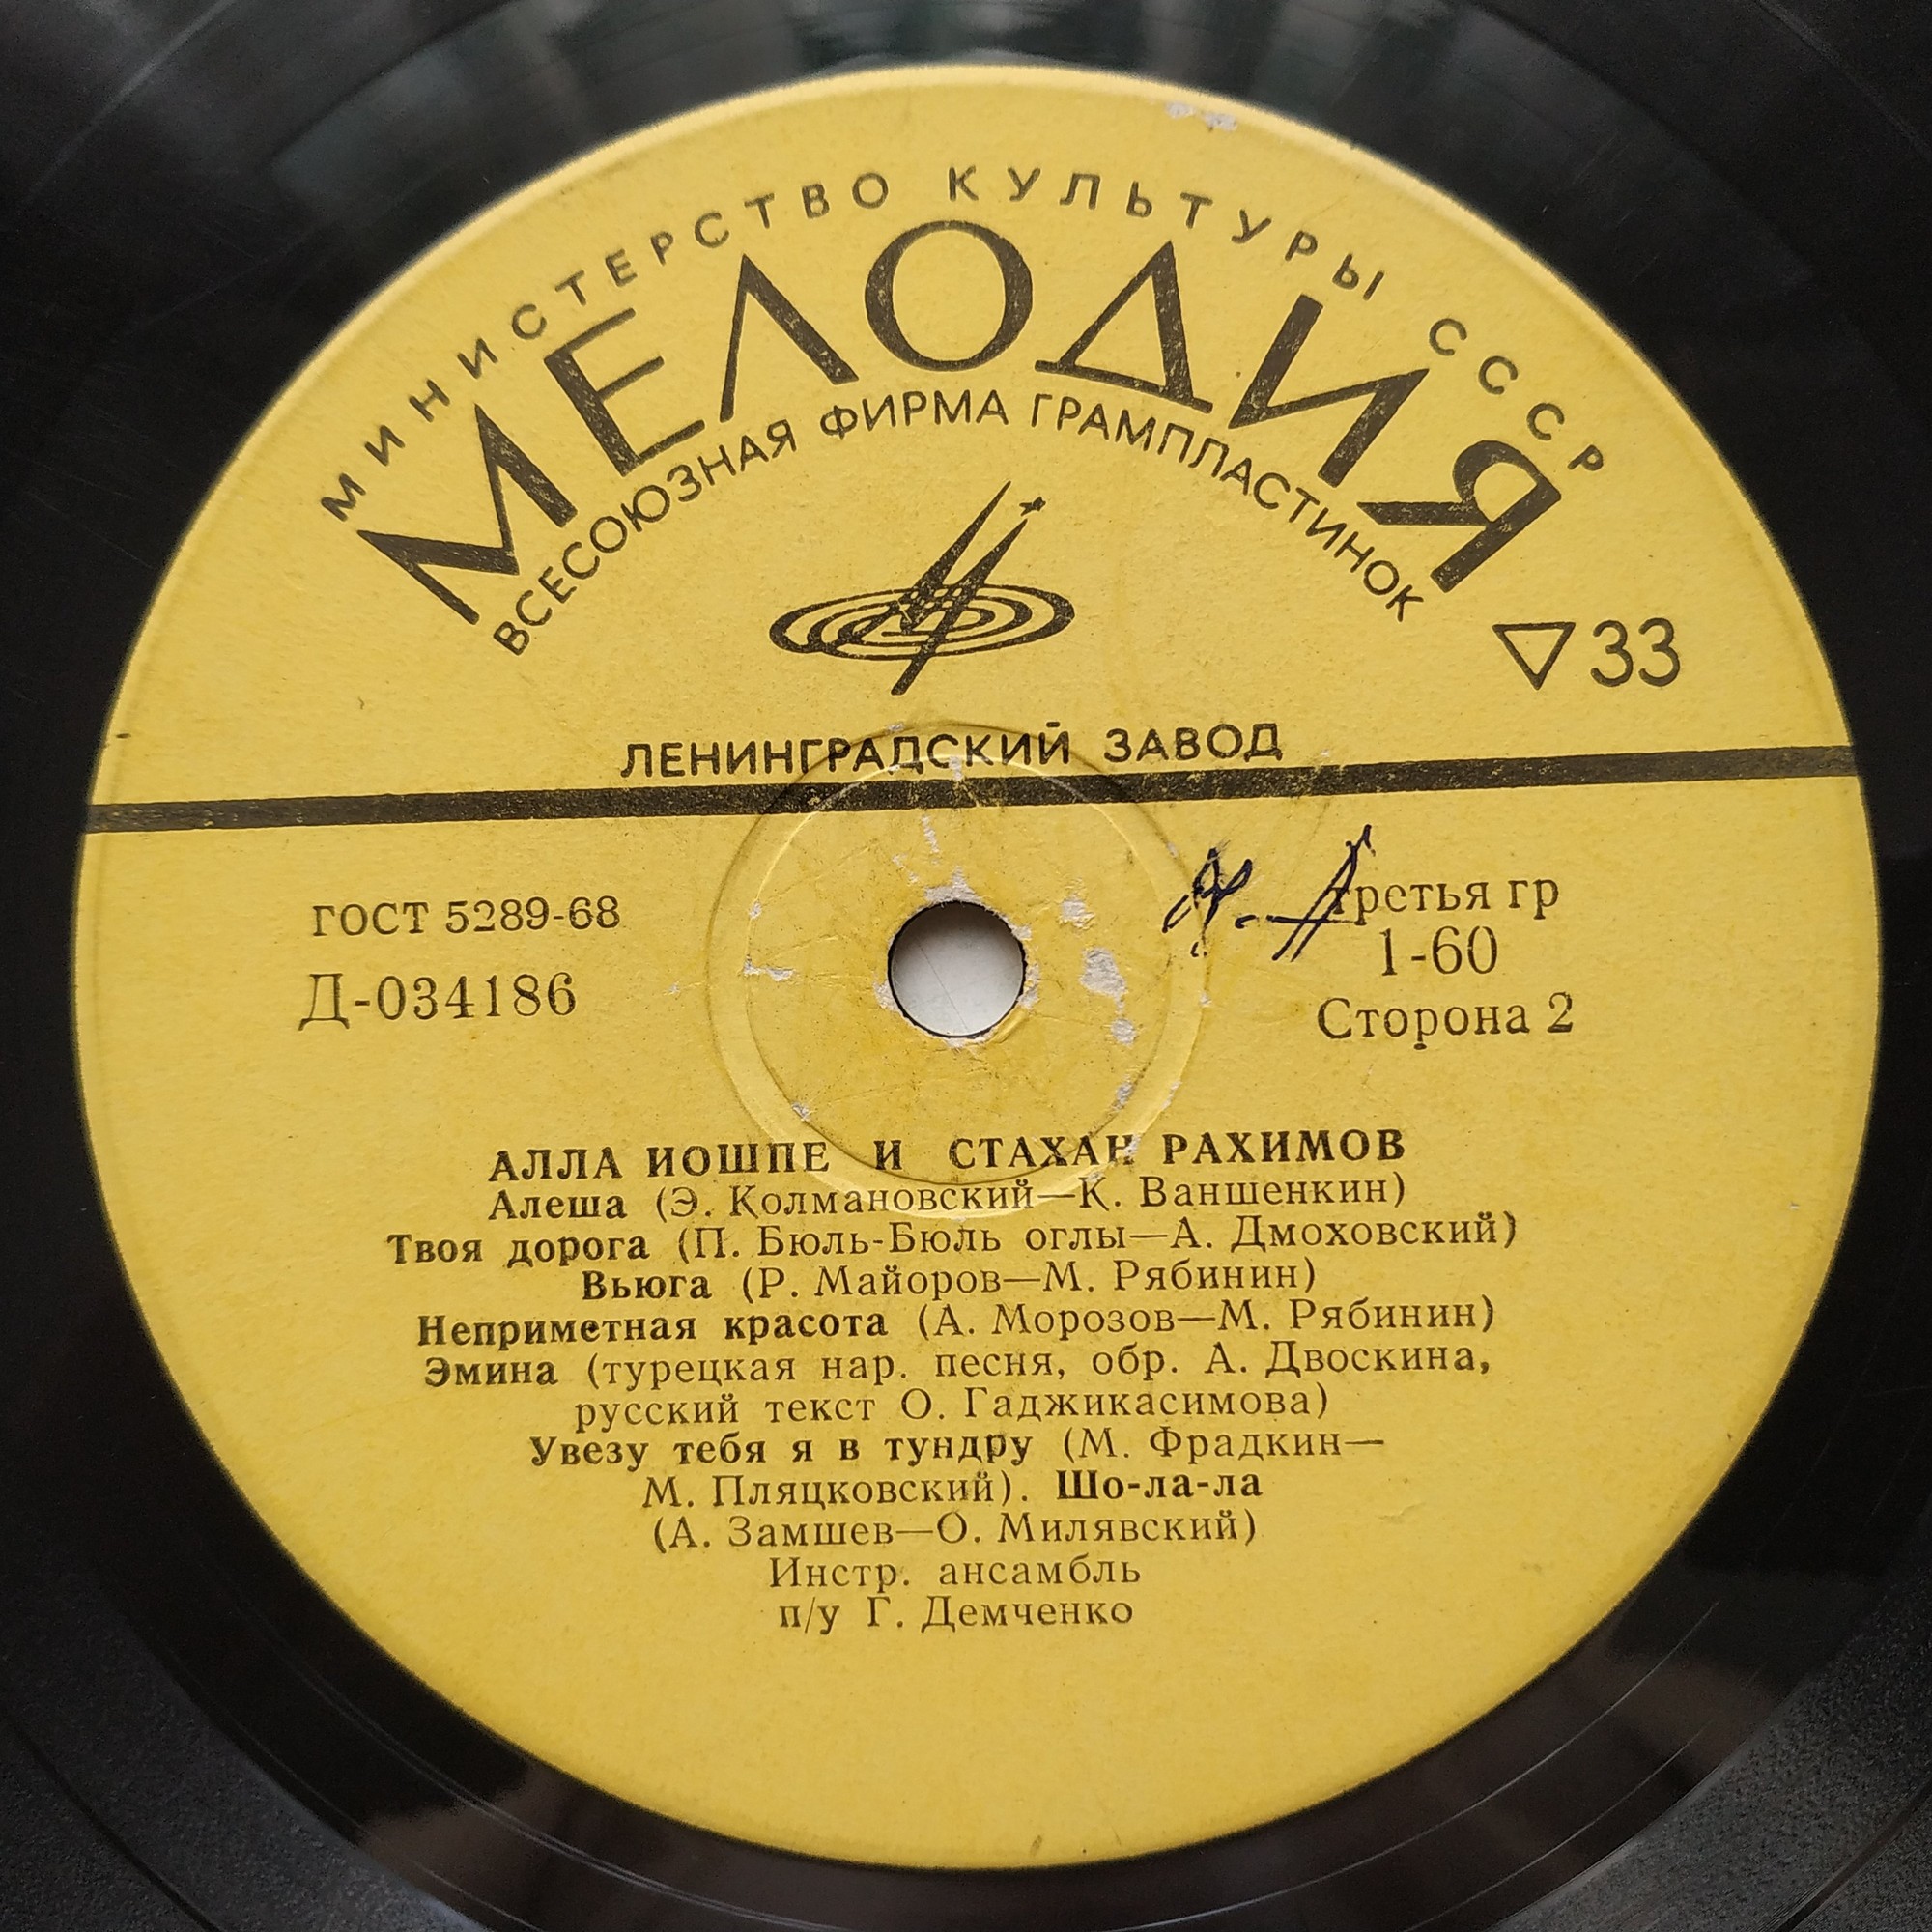 МИНИСТЕРСТВО КУЛЬТУРЫ СССР
МЕЛОДИЯ
ВСЕСОЮЗНАЯ ФИРМА ГРАМПЛАСТИНОК
33
ЛЕНИНГРАДСКИЙ ЗАВОД
ГОСТ 5289-68
Д-034186
третья гр
1-60
Сторона 2
АЛЛА ИОШПЕ И СТАХАН РАХИМОВ
Алеша (Э. Колмановский—К. Ваншенкин)
Твоя дорога (П. Бюль-Бюль оглы—А. Дмоховский)
Вьюга (Р. Майоров—М. Рябинин)
Неприметная красота (А. Морозов—М. Рябинин)
Эмина (турецкая нар. песня, обр. А. Двоскина,
русский текст О. Гаджикасимова)
Увезу тебя я в тундру (М. Фрадкин—
М. Пляцковский). Шо-ла-ла
(А. Замшев—О. Милявский)
Инстр. ансамбль
п/у Г. Демченко